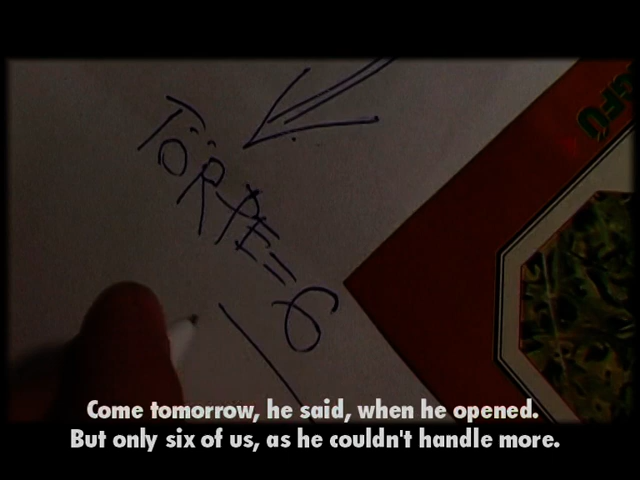 GFŰ
TÖRPE=6
Come tomorrow, he said, when he opened.
But only six of us, as he couldn't handle more.